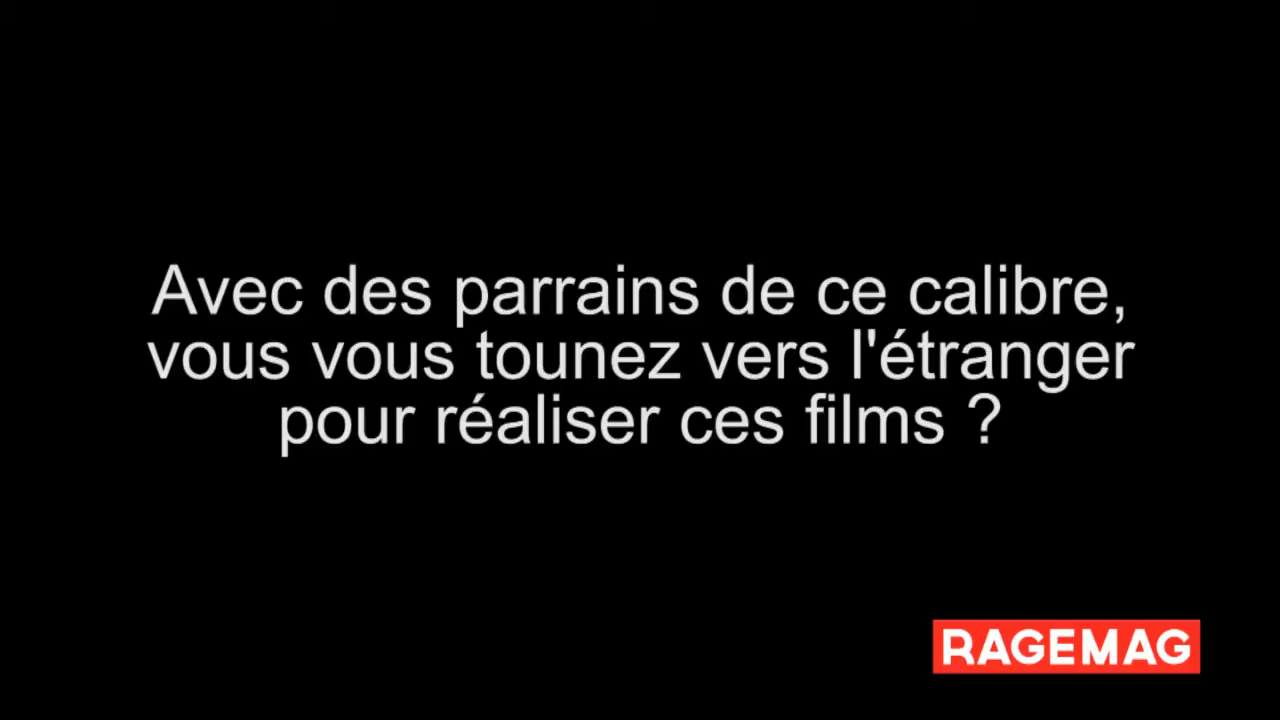 Avec des parrains de ce calibre,
vous vous tounez vers l'étranger
pour réaliser ces films ?
RAGEMAG